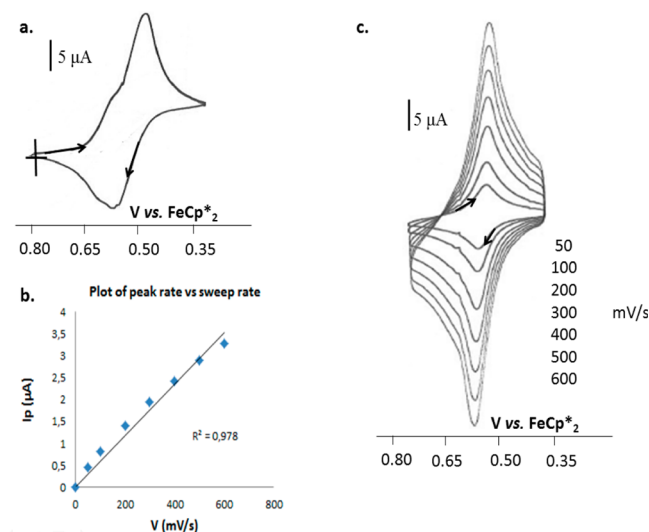 a.
5 μA
V vs. FeCp*2
0.80 0.65 0.50 0.35
b.
Plot of peak rate vs sweep rate
Ip (μA)
4
3,5
3
2,5
2
1,5
1
0,5
0
R² = 0,978
0 200 400 600 800
V (mV/s)
c.
5 μA
50
100
200
300
400
500
600
mV/s
V vs. FeCp*2
0.80 0.65 0.50 0.35